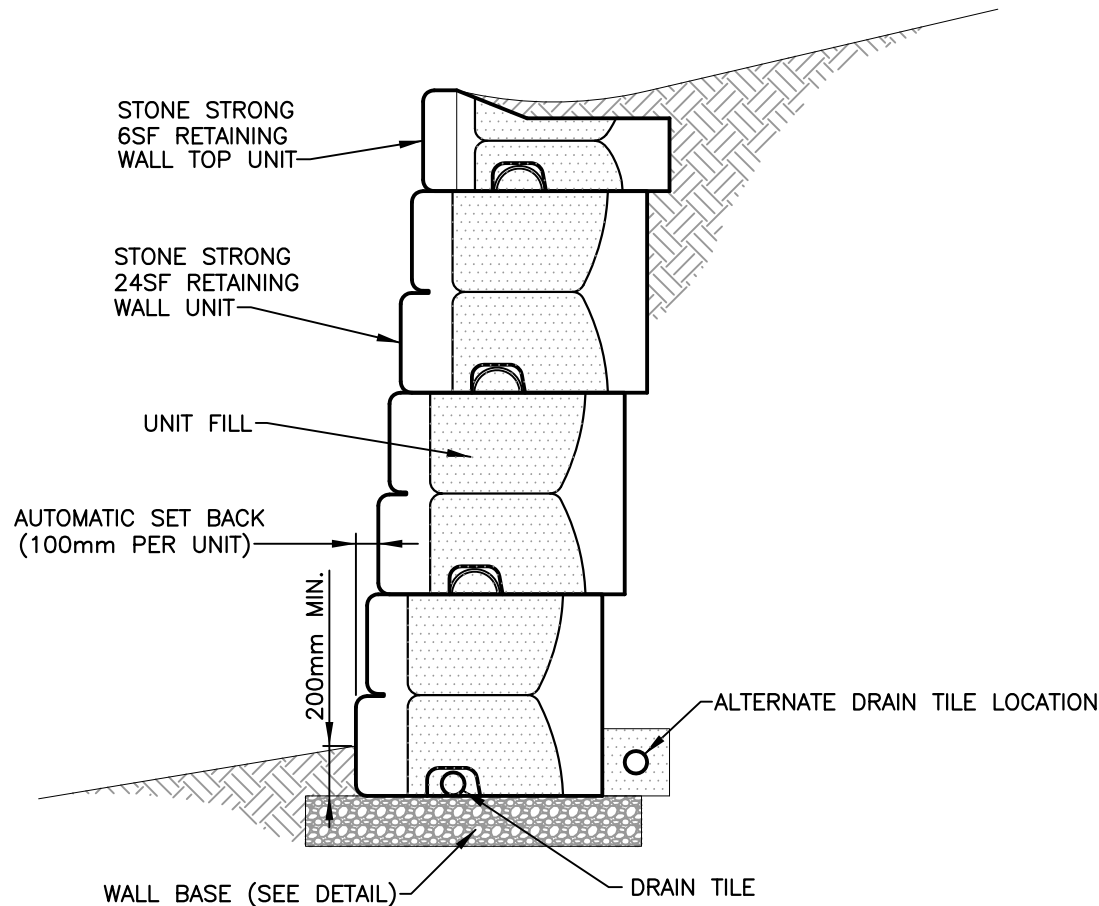 STONE STRONG
6SF RETAINING
WALL TOP UNIT
STONE STRONG
24SF RETAINING
WALL UNIT
UNIT FILL
AUTOMATIC SET BACK
(100mm PER UNIT)
200mm MIN.
ALTERNATE DRAIN TILE LOCATION
WALL BASE (SEE DETAIL)
DRAIN TILE